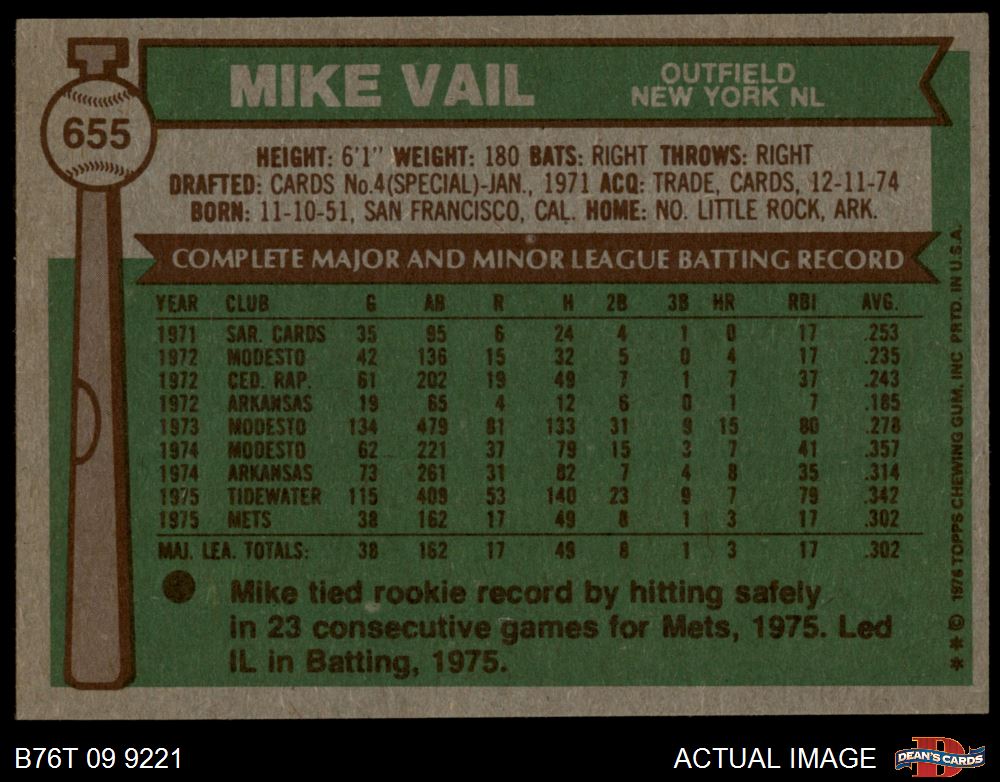 655
MIKE VAIL
OUTFIELD
NEW YORK NL
HEIGHT: 6'1" WEIGHT: 180 BATS: RIGHT THROWS: RIGHT
DRAFTED: CARDS No.4(SPECIAL)-JAN., 1971 ACQ: TRADE, CARDS, 12-11-74
BORN: 11-10-51, SAN FRANCISCO, CAL. HOME: NO. LITTLE ROCK, ARK.
COMPLETE MAJOR AND MINOR LEAGUE BATTING RECORD
YEAR CLUB G AB R H 2B 3B HR RBI AVG.
1971 SAR. CARDS 35 95 6 24 4 1 0 17 .253
1972 MODESTO 42 136 15 32 5 0 4 17 .235
1972 CED. RAP. 61 202 19 49 7 1 7 37 .243
1972 ARKANSAS 19 65 4 12 6 0 1 7 .185
1973 MODESTO 134 479 81 133 31 9 15 80 .278
1974 MODESTO 62 221 37 79 15 3 7 41 .357
1974 ARKANSAS 73 261 31 82 7 4 8 35 .314
1975 TIDEWATER 115 409 53 140 23 9 7 79 .342
1975 METS 38 162 17 49 8 1 3 17 .302
MAJ. LEA. TOTALS: 38 162 17 49 8 1 3 17 .302
Mike tied rookie record by hitting safely
in 23 consecutive games for Mets, 1975. Led
IL in Batting, 1975.
* * © 1976 TOPPS CHEWING GUM, INC. PRTD. IN U.S.A.
B76T 09 9221
ACTUAL IMAGE
D
DEAN'S CARDS